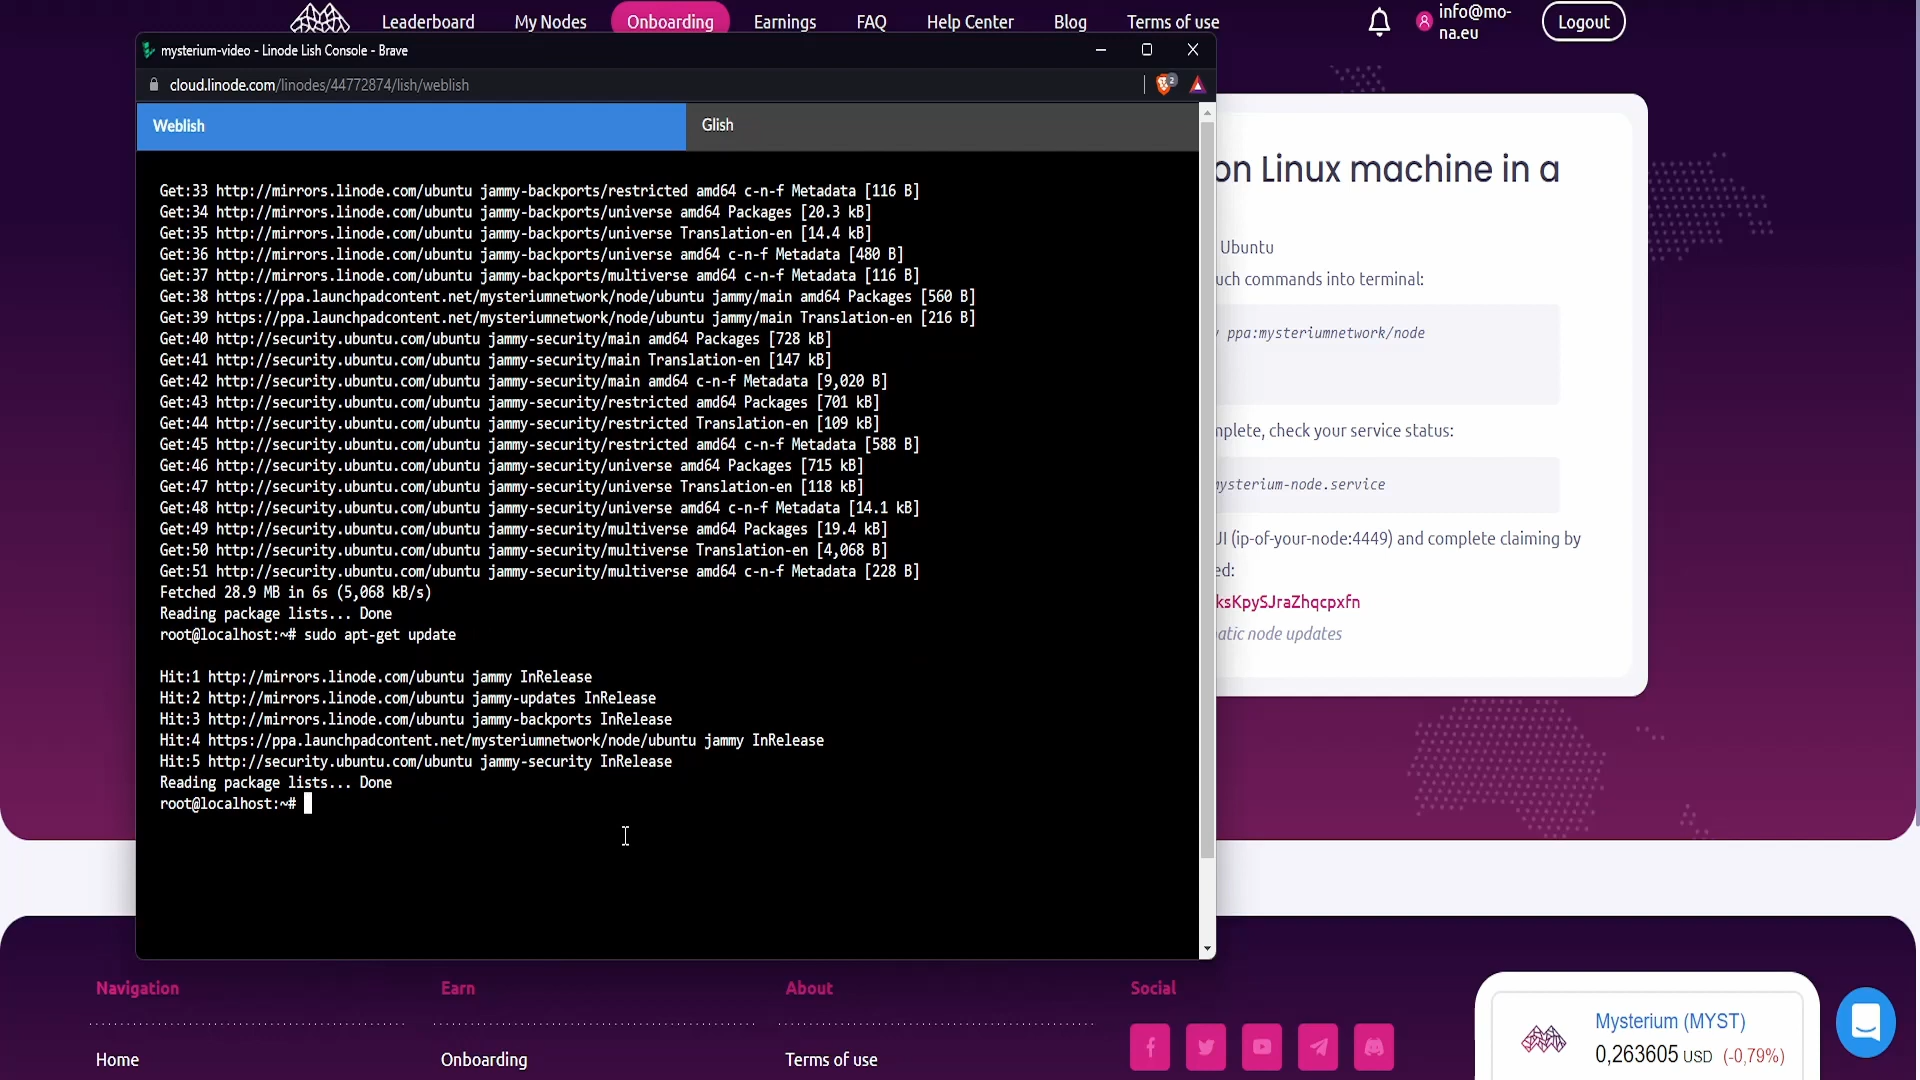 Leaderboard My Nodes Onboarding Earnings FAQ Help Center Blog Terms of use
info@mo-
na.eu
Logout
mysterium-video - Linode Lish Console - Brave
cloud.linode.com/linodes/44772874/lish/weblish
2
Weblish
Glish
Get:33 http://mirrors.linode.com/ubuntu jammy-backports/restricted amd64 c-n-f Metadata [116 B]
Get:34 http://mirrors.linode.com/ubuntu jammy-backports/universe amd64 Packages [20.3 kB]
Get:35 http://mirrors.linode.com/ubuntu jammy-backports/universe Translation-en [14.4 kB]
Get:36 http://mirrors.linode.com/ubuntu jammy-backports/universe amd64 c-n-f Metadata [480 B]
Get:37 http://mirrors.linode.com/ubuntu jammy-backports/multiverse amd64 c-n-f Metadata [116 B]
Get:38 https://ppa.launchpadcontent.net/mysteriumnetwork/node/ubuntu jammy/main amd64 Packages [560 B]
Get:39 https://ppa.launchpadcontent.net/mysteriumnetwork/node/ubuntu jammy/main Translation-en [216 B]
Get:40 http://security.ubuntu.com/ubuntu jammy-security/main amd64 Packages [728 kB]
Get:41 http://security.ubuntu.com/ubuntu jammy-security/main Translation-en [147 kB]
Get:42 http://security.ubuntu.com/ubuntu jammy-security/main amd64 c-n-f Metadata [9,020 B]
Get:43 http://security.ubuntu.com/ubuntu jammy-security/restricted amd64 Packages [701 kB]
Get:44 http://security.ubuntu.com/ubuntu jammy-security/restricted Translation-en [109 kB]
Get:45 http://security.ubuntu.com/ubuntu jammy-security/restricted amd64 c-n-f Metadata [588 B]
Get:46 http://security.ubuntu.com/ubuntu jammy-security/universe amd64 Packages [715 kB]
Get:47 http://security.ubuntu.com/ubuntu jammy-security/universe Translation-en [118 kB]
Get:48 http://security.ubuntu.com/ubuntu jammy-security/universe amd64 c-n-f Metadata [14.1 kB]
Get:49 http://security.ubuntu.com/ubuntu jammy-security/multiverse amd64 Packages [19.4 kB]
Get:50 http://security.ubuntu.com/ubuntu jammy-security/multiverse Translation-en [4,068 B]
Get:51 http://security.ubuntu.com/ubuntu jammy-security/multiverse amd64 c-n-f Metadata [228 B]
Fetched 28.9 MB in 6s (5,068 kB/s)
Reading package lists... Done
root@localhost:~# sudo apt-get update
Hit:1 http://mirrors.linode.com/ubuntu jammy InRelease
Hit:2 http://mirrors.linode.com/ubuntu jammy-updates InRelease
Hit:3 http://mirrors.linode.com/ubuntu jammy-backports InRelease
Hit:4 https://ppa.launchpadcontent.net/mysteriumnetwork/node/ubuntu jammy InRelease
Hit:5 http://security.ubuntu.com/ubuntu jammy-security InRelease
Reading package lists... Done
root@localhost:~#
on Linux machine in a
Ubuntu
uch commands into terminal:
ppa:mysteriumnetwork/node
mplete, check your service status:
mysterium-node.service
UI (ip-of-your-node:4449) and complete claiming by
ed:
ksKpySJraZhqcpxfn
atic node updates
Navigation
Earn
About
Social
Home
Onboarding
Terms of use
Mysterium (MYST)
0,263605 USD (-0,79%)